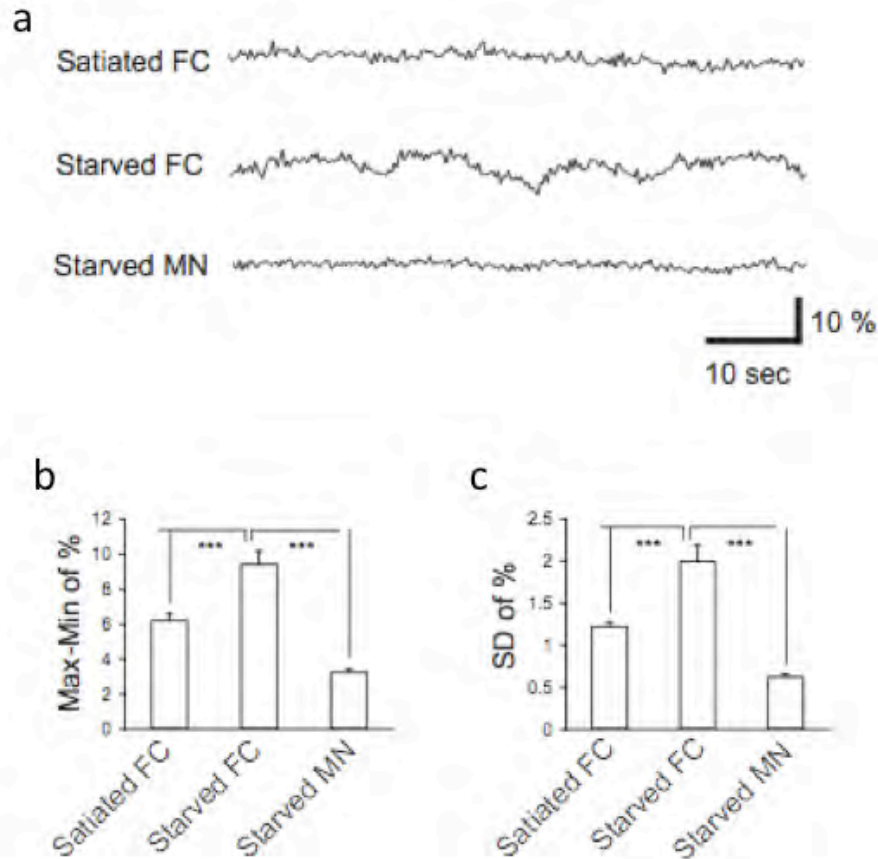 a
Satiated FC
Starved FC
Starved MN
10 %
10 sec
b
Max-Min of %
12
10
8
6
4
2
0
*** ***
Satiated FC
Starved FC
Starved MN
c
SD of %
2.5
2
1.5
1
0.5
0
*** ***
Satiated FC
Starved FC
Starved MN